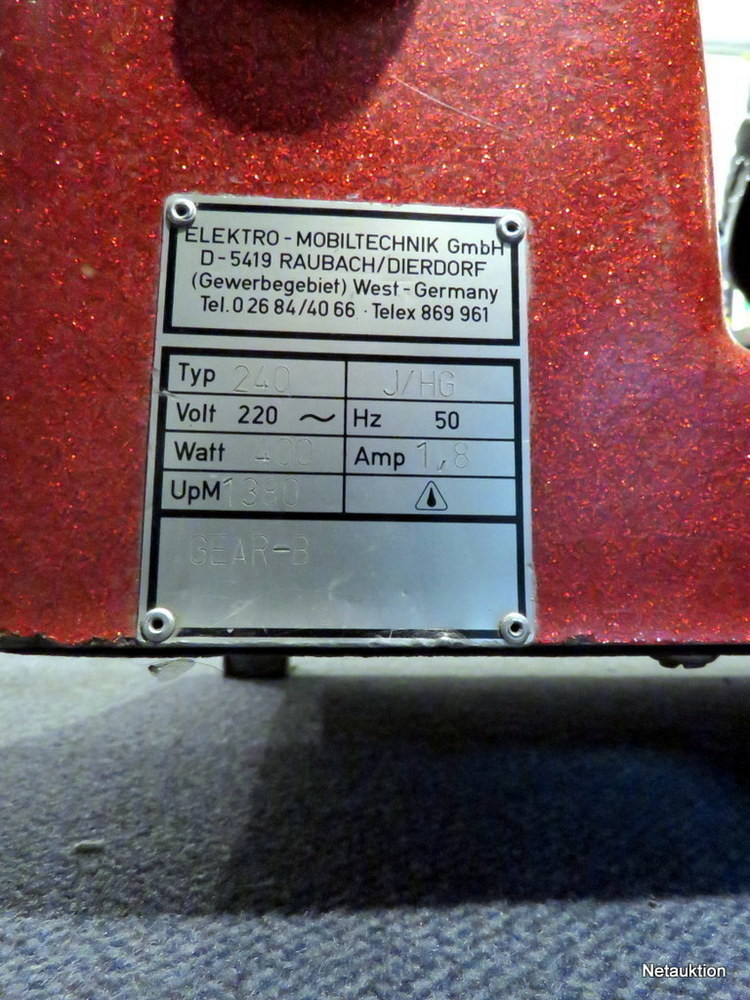 ELEKTRO-MOBILTECHNIK GmbH
D-5419 RAUBACH/DIERDORF
(Gewerbegebiet) West-Germany
Tel. 0 26 84/40 66 · Telex 869 961
Typ 240 J/HG
Volt 220 ~ Hz 50
Watt 400 Amp 1,8
UpM 1380
GEAR-B
Netauktion